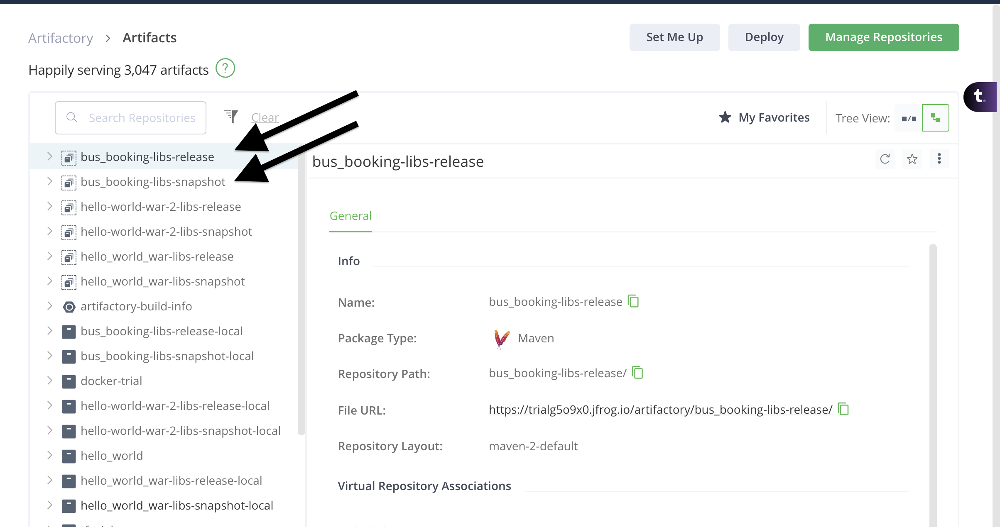 Artifactory > Artifacts
Set Me Up
Deploy
Manage Repositories
Happily serving 3,047 artifacts ?
t.
Search Repositories
Clear
My Favorites
Tree View:
bus_booking-libs-release
bus_booking-libs-snapshot
hello-world-war-2-libs-release
hello-world-war-2-libs-snapshot
hello_world_war-libs-release
hello_world_war-libs-snapshot
artifactory-build-info
bus_booking-libs-release-local
bus_booking-libs-snapshot-local
docker-trial
hello-world-war-2-libs-release-local
hello-world-war-2-libs-snapshot-local
hello_world
hello_world_war-libs-release-local
hello_world_war-libs-snapshot-local
bus_booking-libs-release
General
Info
Name: bus_booking-libs-release
Package Type: Maven
Repository Path: bus_booking-libs-release/
File URL: https://trialg5o9x0.jfrog.io/artifactory/bus_booking-libs-release/
Repository Layout: maven-2-default
Virtual Repository Associations